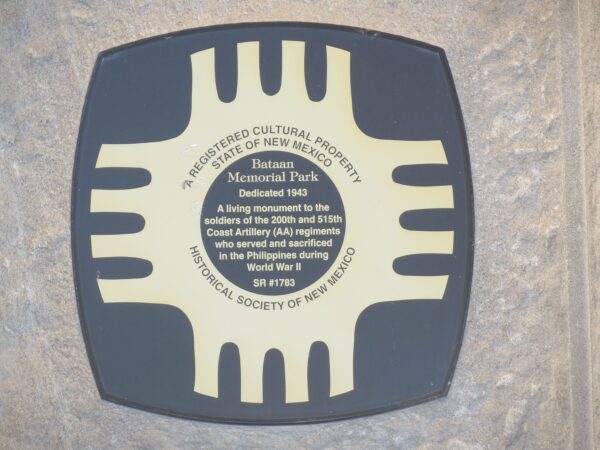 A REGISTERED CULTURAL PROPERTY
STATE OF NEW MEXICO
Bataan
Memorial Park
Dedicated 1943
A living monument to the
soldiers of the 200th and 515th
Coast Artillery (AA) regiments
who served and sacrificed
in the Philippines during
World War II
SR #1783
HISTORICAL SOCIETY OF NEW MEXICO